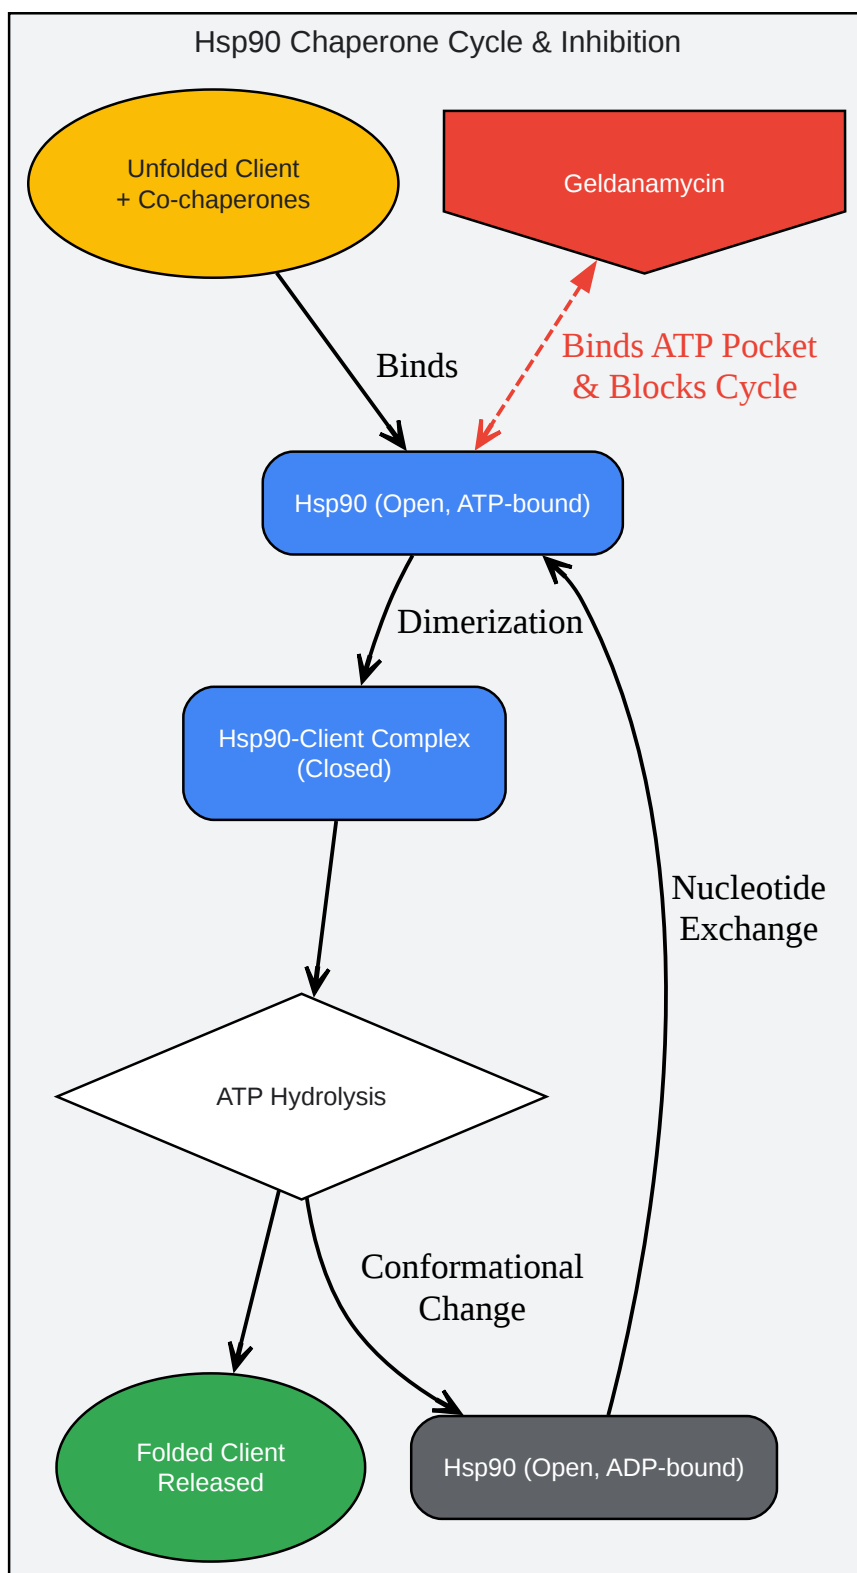 Hsp90 Chaperone Cycle & Inhibition
Unfolded Client
+ Co-chaperones
Geldanamycin
Binds
Binds ATP Pocket
& Blocks Cycle
Hsp90 (Open, ATP-bound)
Dimerization
Hsp90-Client Complex
(Closed)
Nucleotide
Exchange
ATP Hydrolysis
Conformational
Change
Folded Client
Released
Hsp90 (Open, ADP-bound)